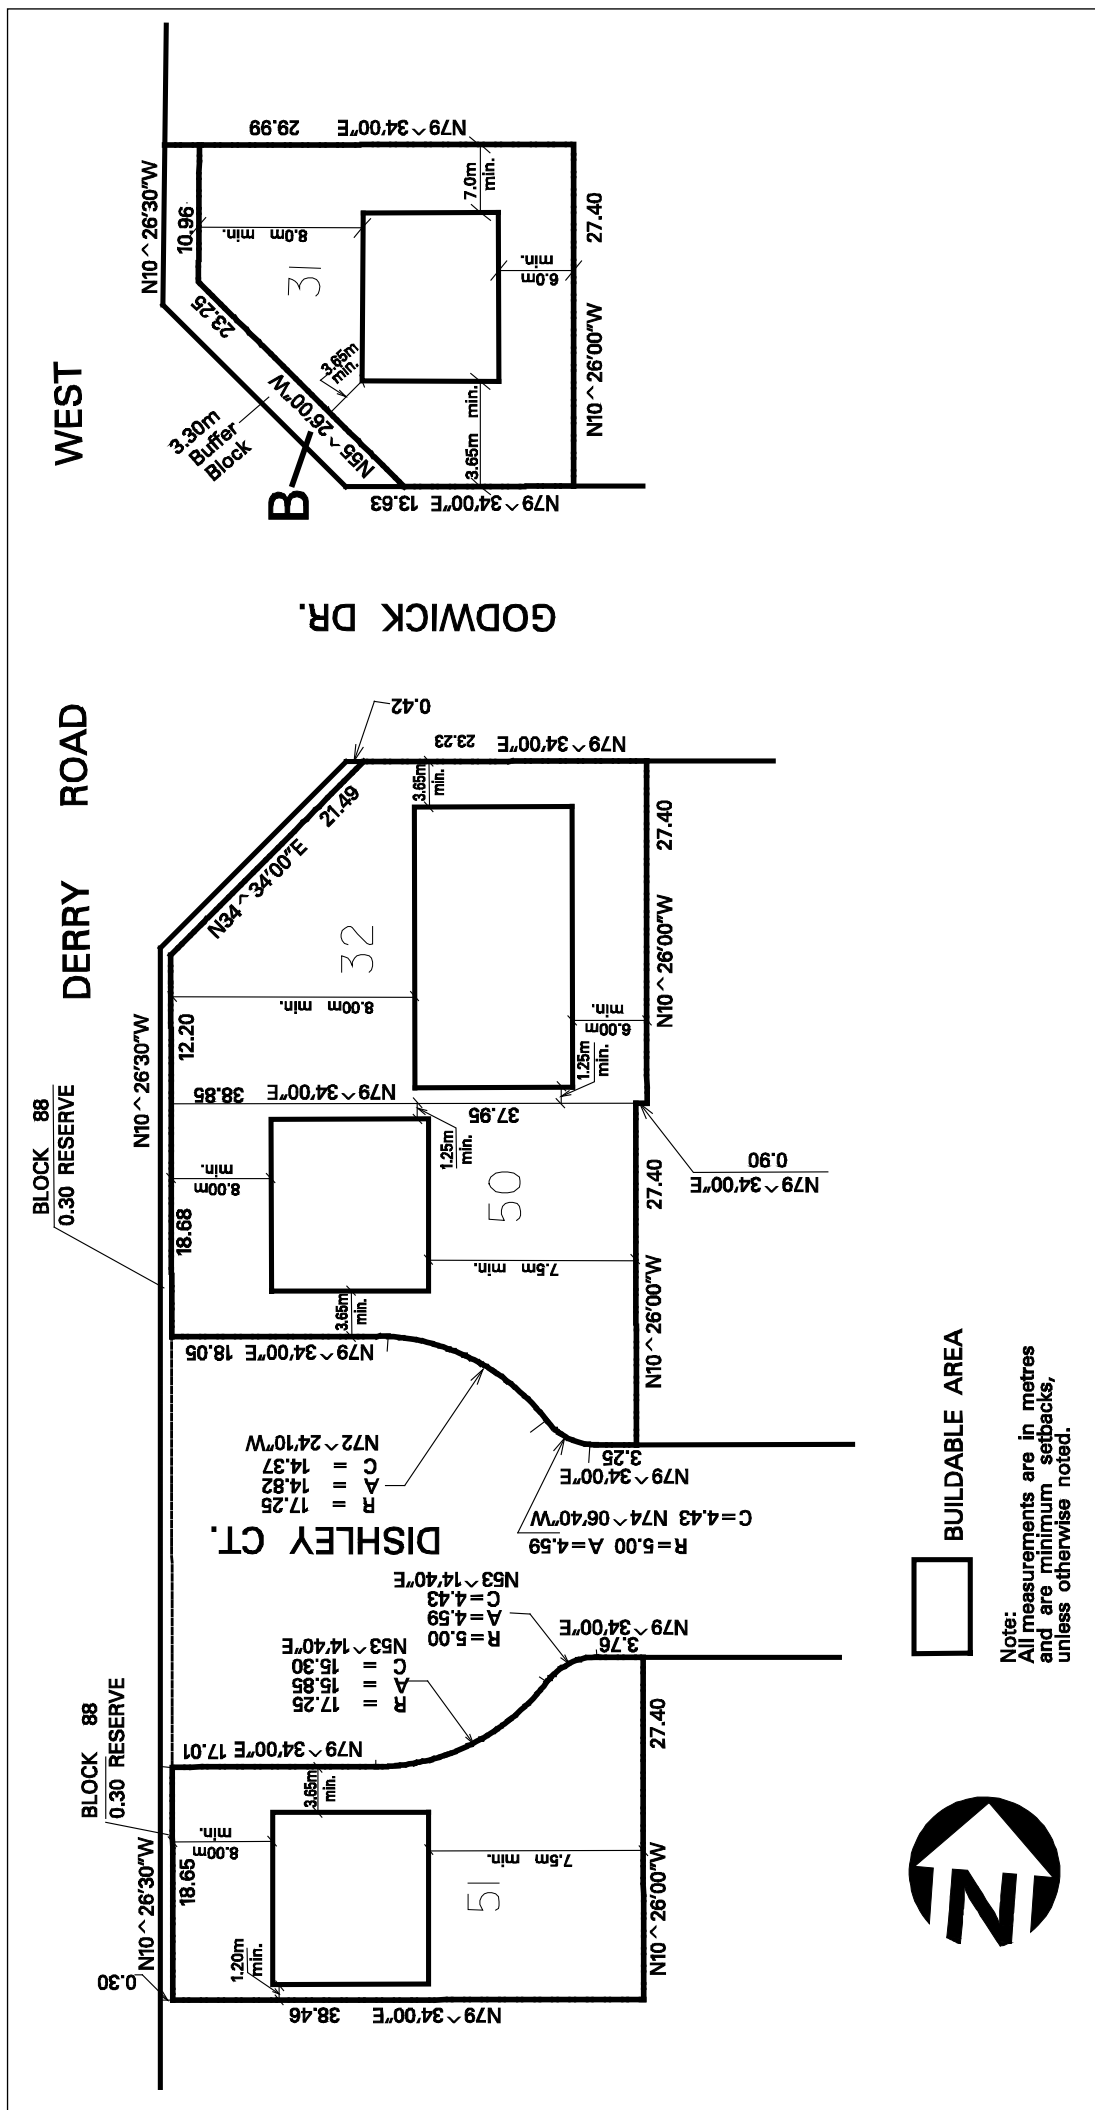 WEST
DERRY ROAD
GODWICK DR.
DISHLEY CT.
N10^26'30"W
10.96
29.99 N79^34'00"E
8.0m min.
7.0m
min.
31
23.25
N55^26'00"W
3.65m
min.
3.30m
Buffer
Block
B
3.65m min.
6.0m
min.
27.40
N10^26'00"W
N79^34'00"E 13.63
0.42
23.23 N79^34'00"E
3.65m
min.
21.49
N34^34'00"E
32
8.00m min.
27.40
N10^26'00"W
6.00m
min.
1.25m
min.
12.20
N10^26'30"W
BLOCK 88
0.30 RESERVE
38.85 N79^34'00"E
37.95
1.25m
min.
8.00m
min.
18.68
50
27.40
N79^34'00"E
0.90
7.5m min.
N10^26'00"W
3.65m
min.
N79^34'00"E 18.05
R = 17.25
A = 14.82
C = 14.37
N72^24'10"W
3.25
N79^34'00"E
R=5.00 A=4.59
C=4.43 N74^06'40"W
R=5.00
A=4.59
C=4.43
N53^14'40"E
R = 17.25
A = 15.85
C = 15.30
N53^14'40"E
3.76
N79^34'00"E
BLOCK 88
0.30 RESERVE
N79^34'00"E 17.01
3.65m
min.
27.40
8.00m
min.
18.65
N10^26'30"W
51
7.5m min.
N10^26'00"W
1.20m
min.
0.30
38.46 N79^34'00"E
BUILDABLE AREA
Note:
All measurements are in metres
and are minimum setbacks,
unless otherwise noted.
N